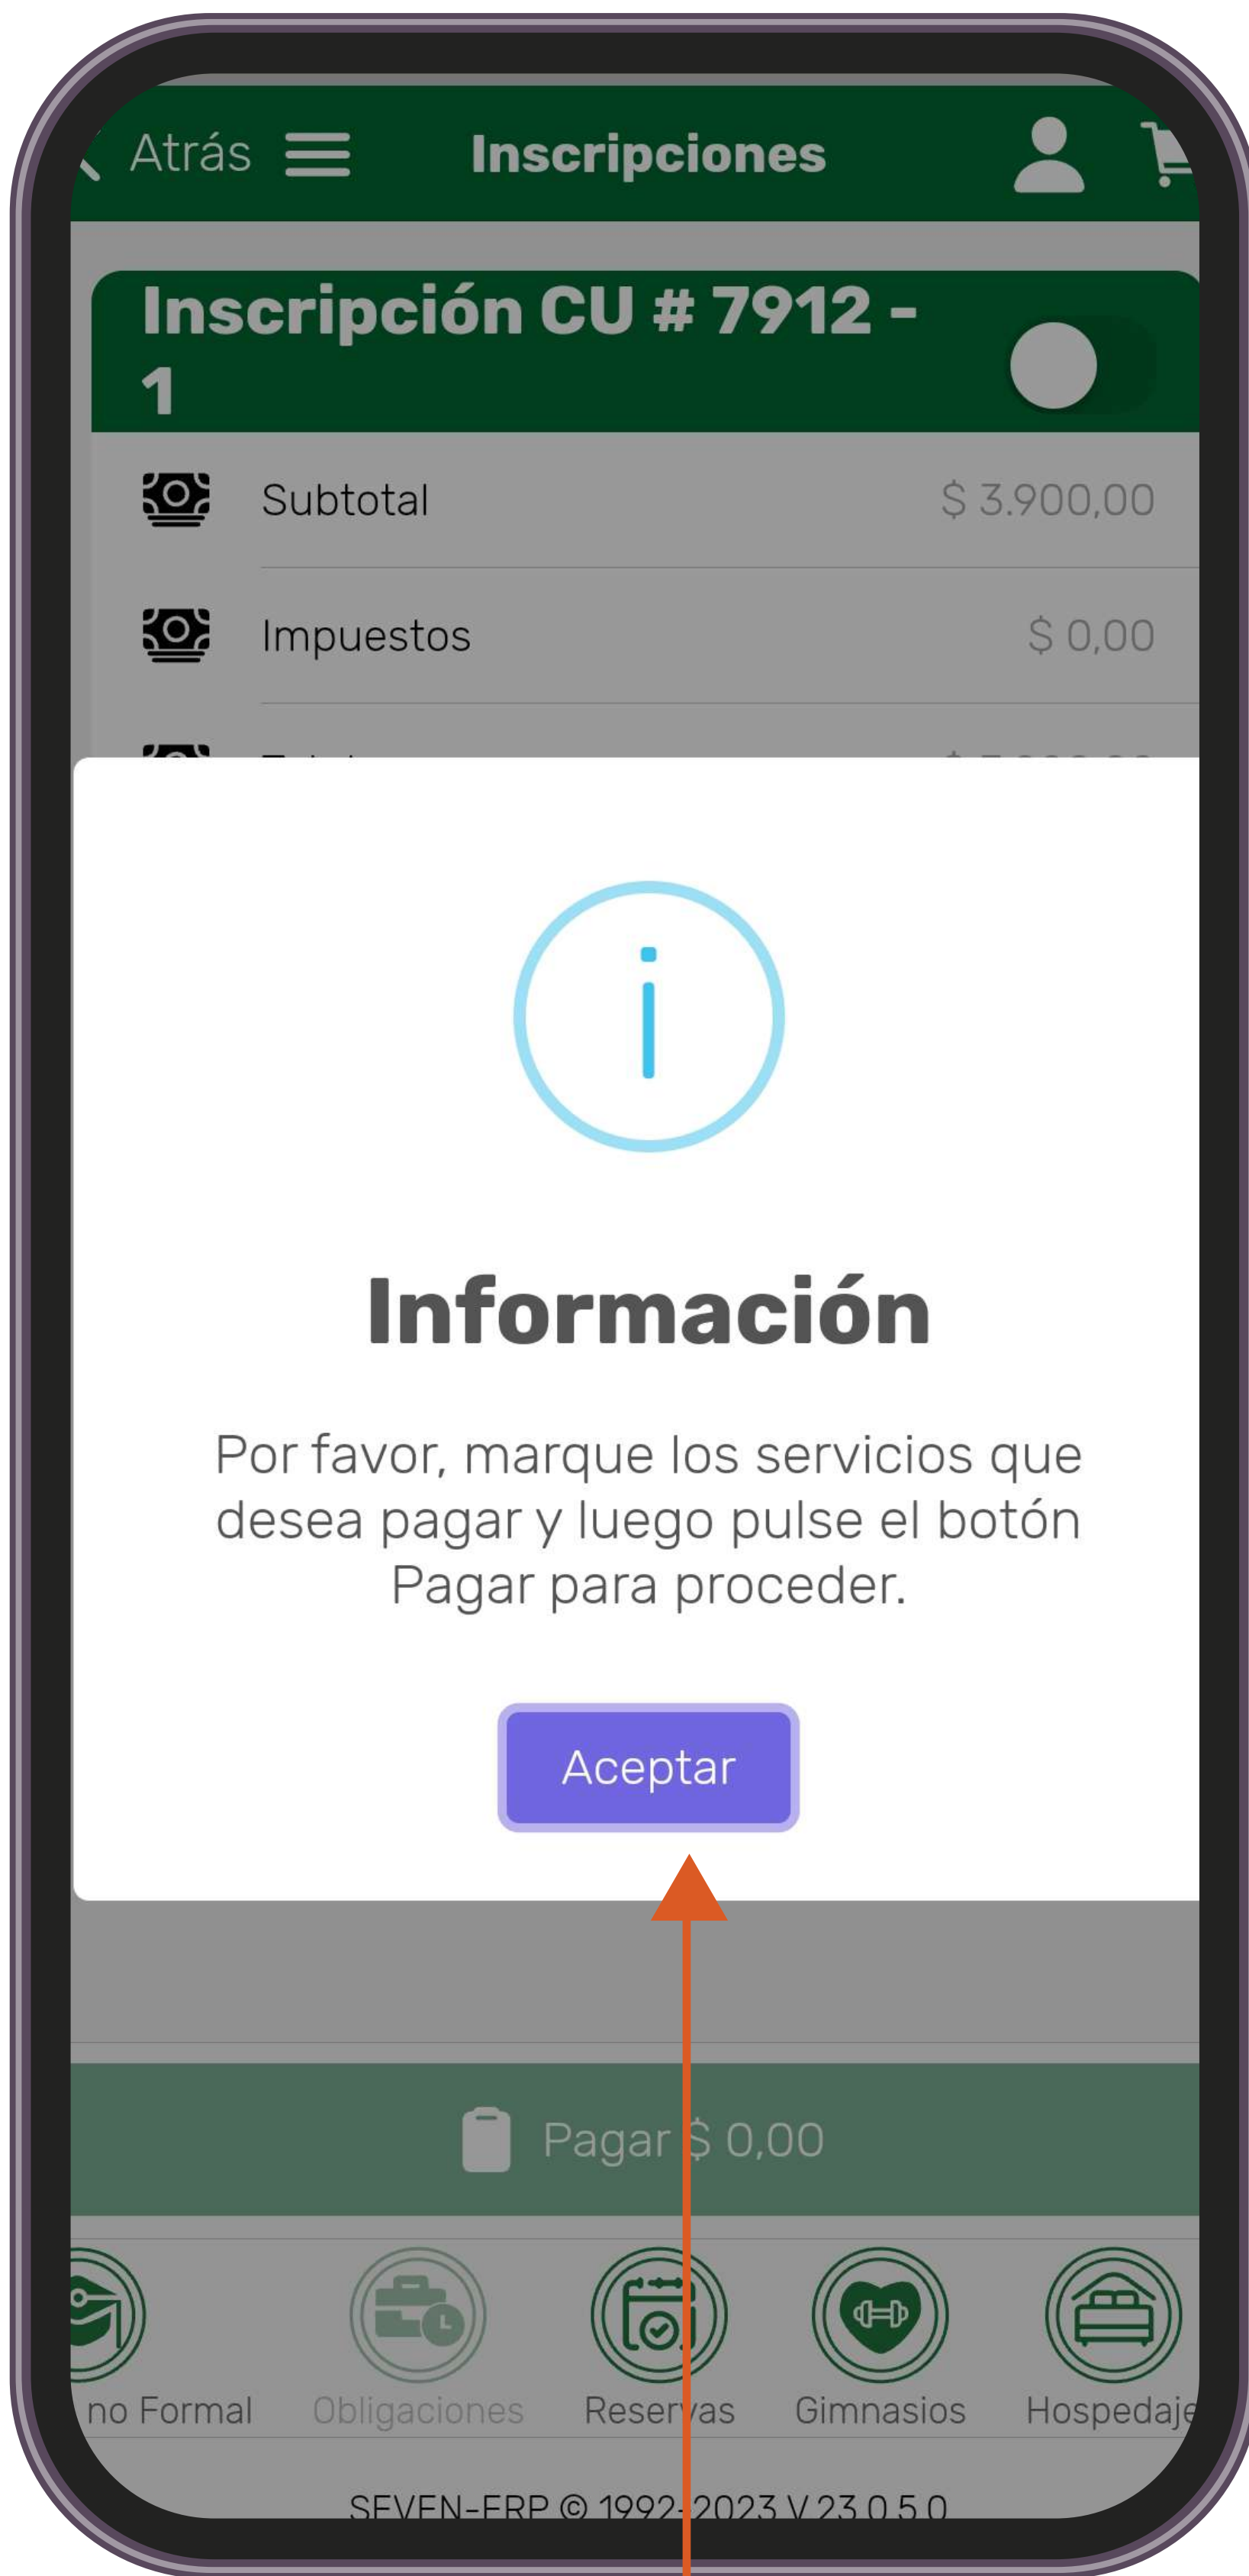 Atrás
Inscripciones
Inscripción CU # 7912 -
1
Subtotal $ 3.900,00
Impuestos $ 0,00
Información
Por favor, marque los servicios que
desea pagar y luego pulse el botón
Pagar para proceder.
Aceptar
Pagar $ 0,00
no Formal Obligaciones Reservas Gimnasios Hospedaje
SEVEN-ERP © 1992-2023 V.23.0.5.0